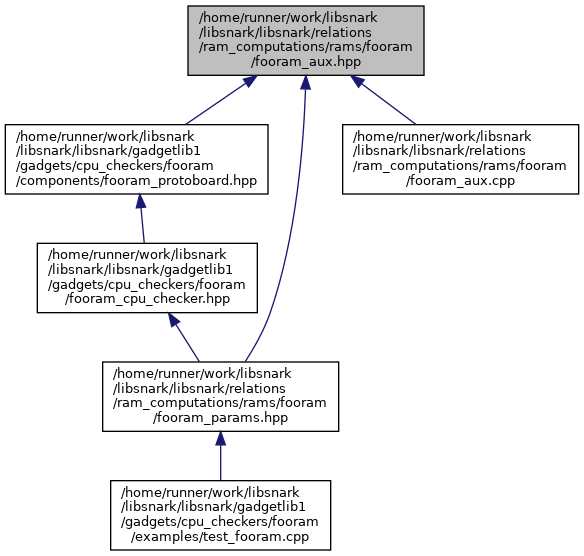 /home/runner/work/libsnark
/libsnark/libsnark/relations
/ram_computations/rams/fooram
/fooram_aux.hpp
/home/runner/work/libsnark
/libsnark/libsnark/gadgetlib1
/gadgets/cpu_checkers/fooram
/components/fooram_protoboard.hpp
/home/runner/work/libsnark
/libsnark/libsnark/relations
/ram_computations/rams/fooram
/fooram_aux.cpp
/home/runner/work/libsnark
/libsnark/libsnark/gadgetlib1
/gadgets/cpu_checkers/fooram
/fooram_cpu_checker.hpp
/home/runner/work/libsnark
/libsnark/libsnark/relations
/ram_computations/rams/fooram
/fooram_params.hpp
/home/runner/work/libsnark
/libsnark/libsnark/gadgetlib1
/gadgets/cpu_checkers/fooram
/examples/test_fooram.cpp